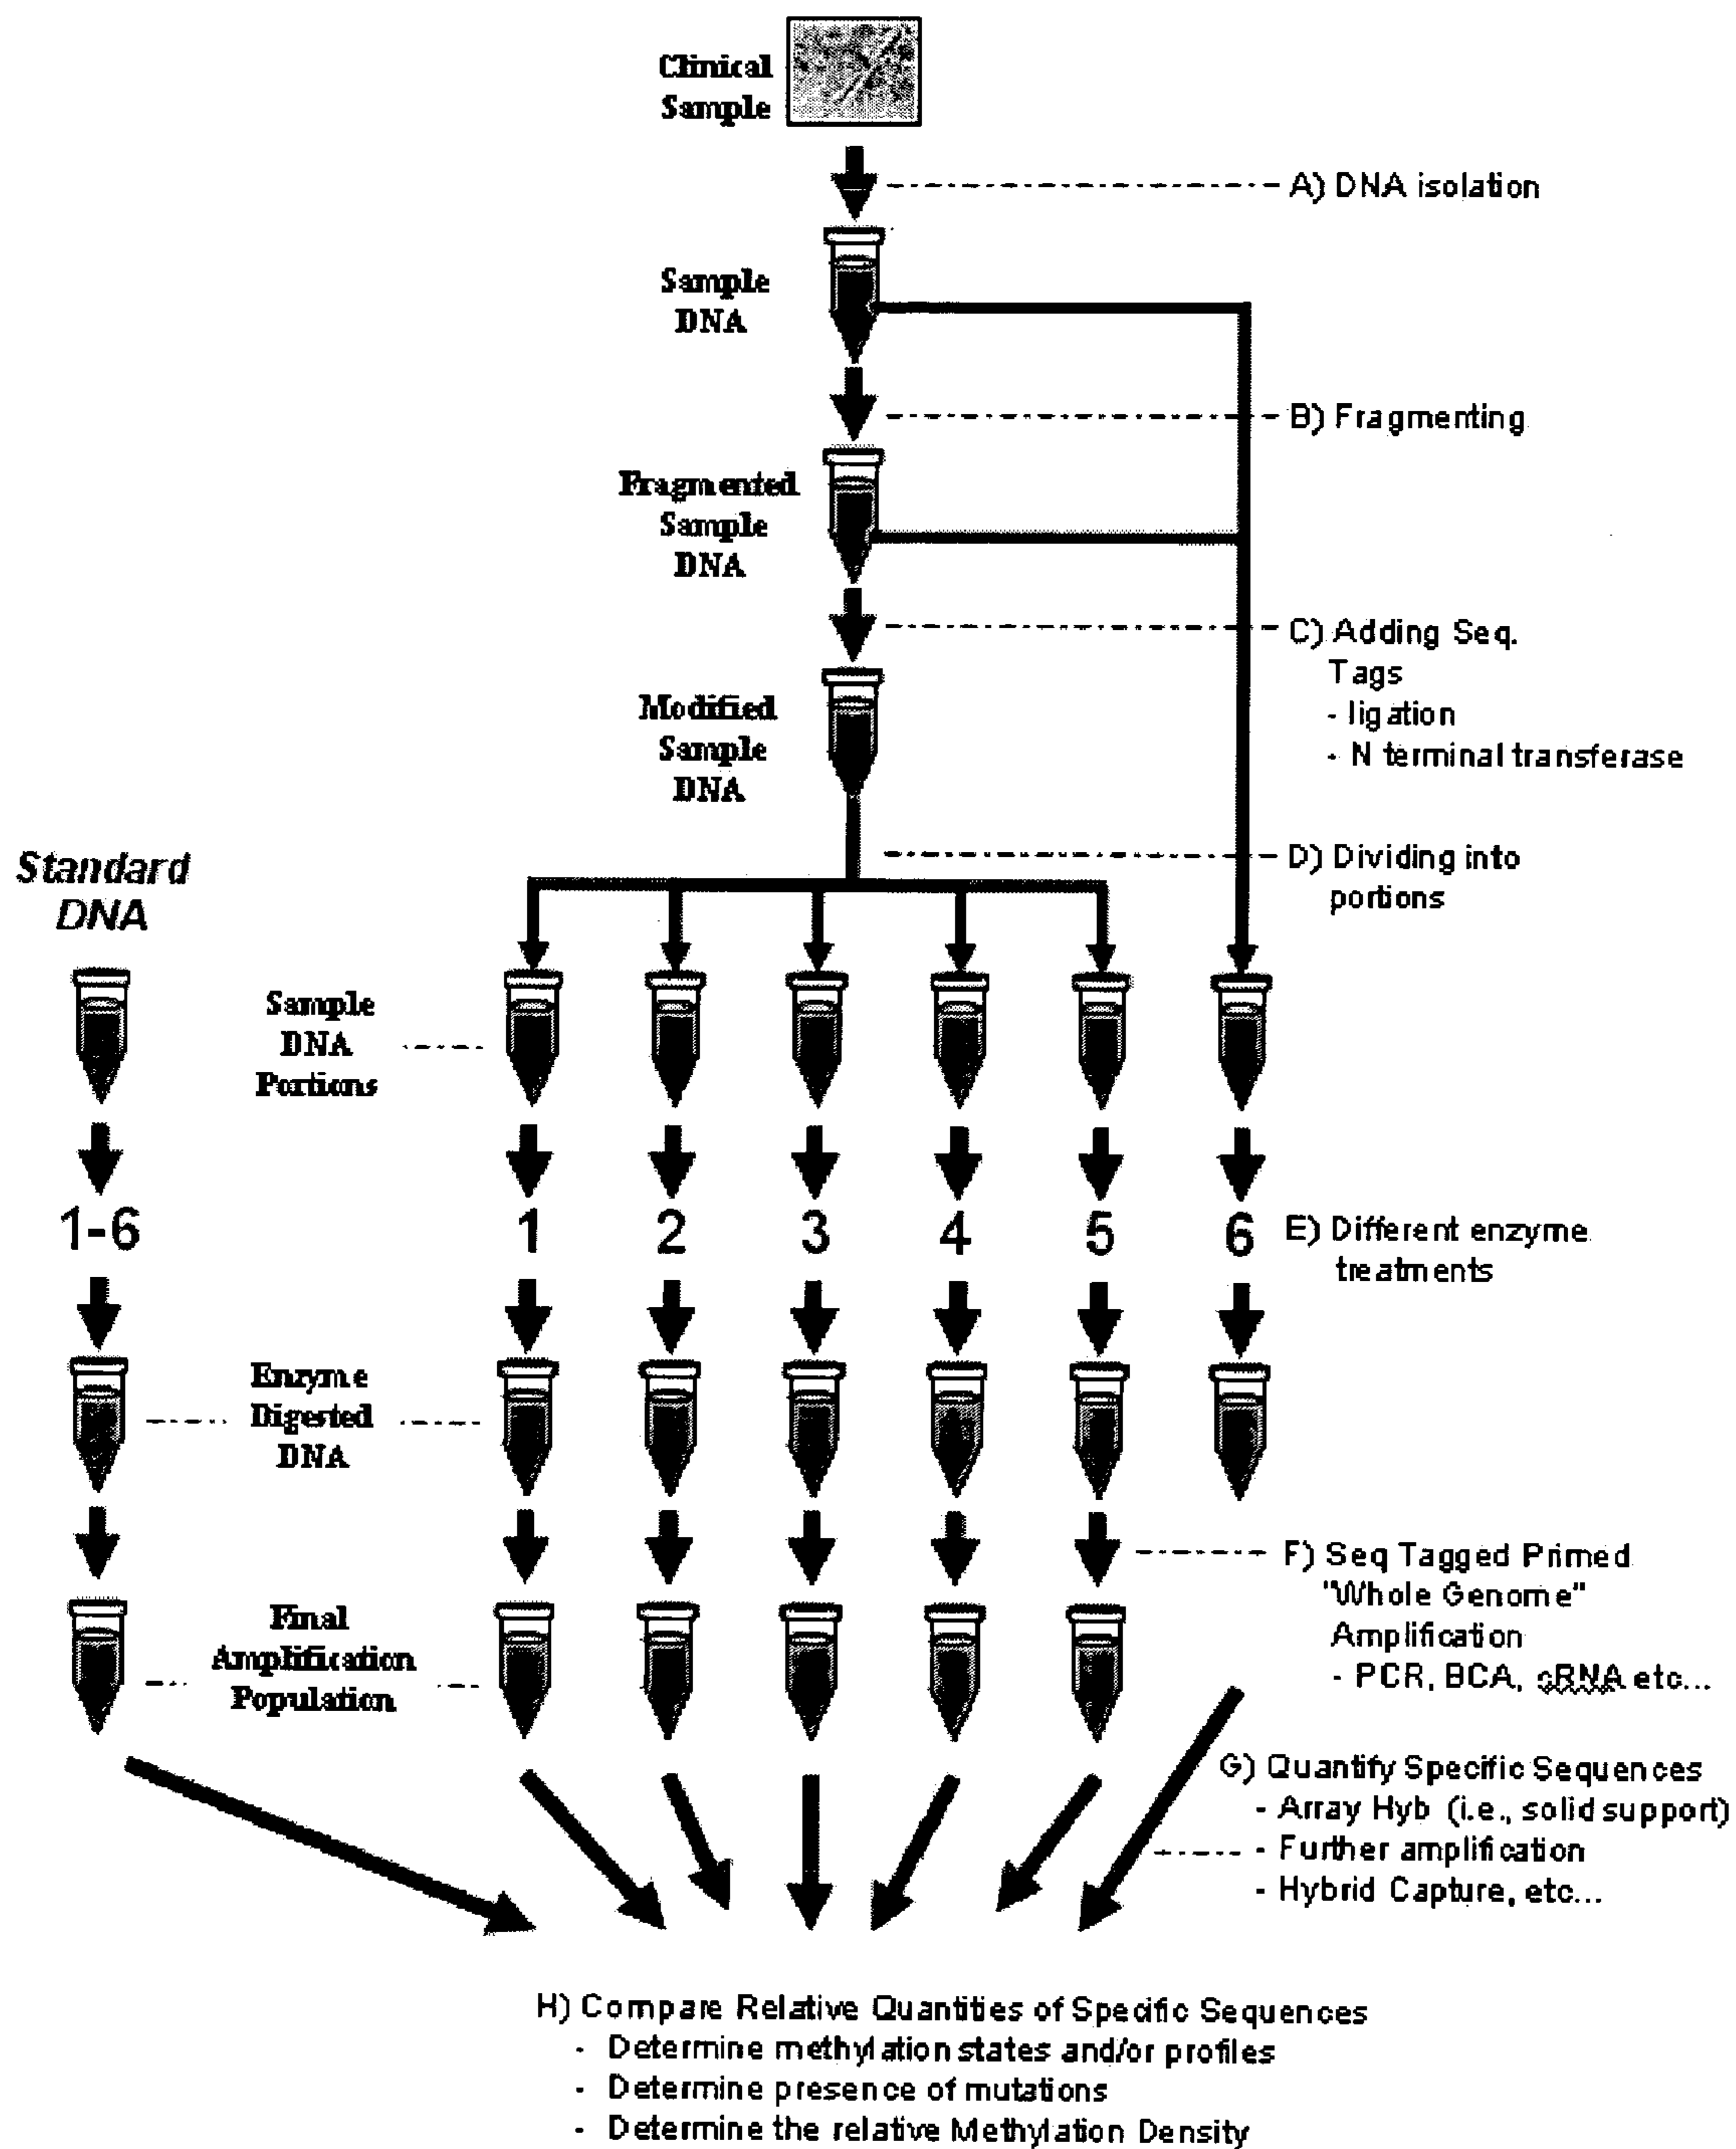 Clinical
Sample
A) DNA isolation
Sample
DNA
B) Fragmenting
Fragmented
Sample
DNA
C) Adding Seq.
Tags
- ligation
- N terminal transferase
Modified
Sample
DNA
D) Dividing into
portions
Standard
DNA
Sample
DNA
Portions
1-6 1 2 3 4 5 6
E) Different enzyme
treatments
Enzyme
Digested
DNA
F) Seq Tagged Primed
"Whole Genome"
Amplification
- PCR, BCA, cRNA etc...
Final
Amplification
Population
G) Quantify Specific Sequences
- Array Hyb (i.e., solid support)
- Further amplification
- Hybrid Capture, etc...
H) Compare Relative Quantities of Specific Sequences
- Determine methylation states and/or profiles
- Determine presence of mutations
- Determine the relative Methylation Density